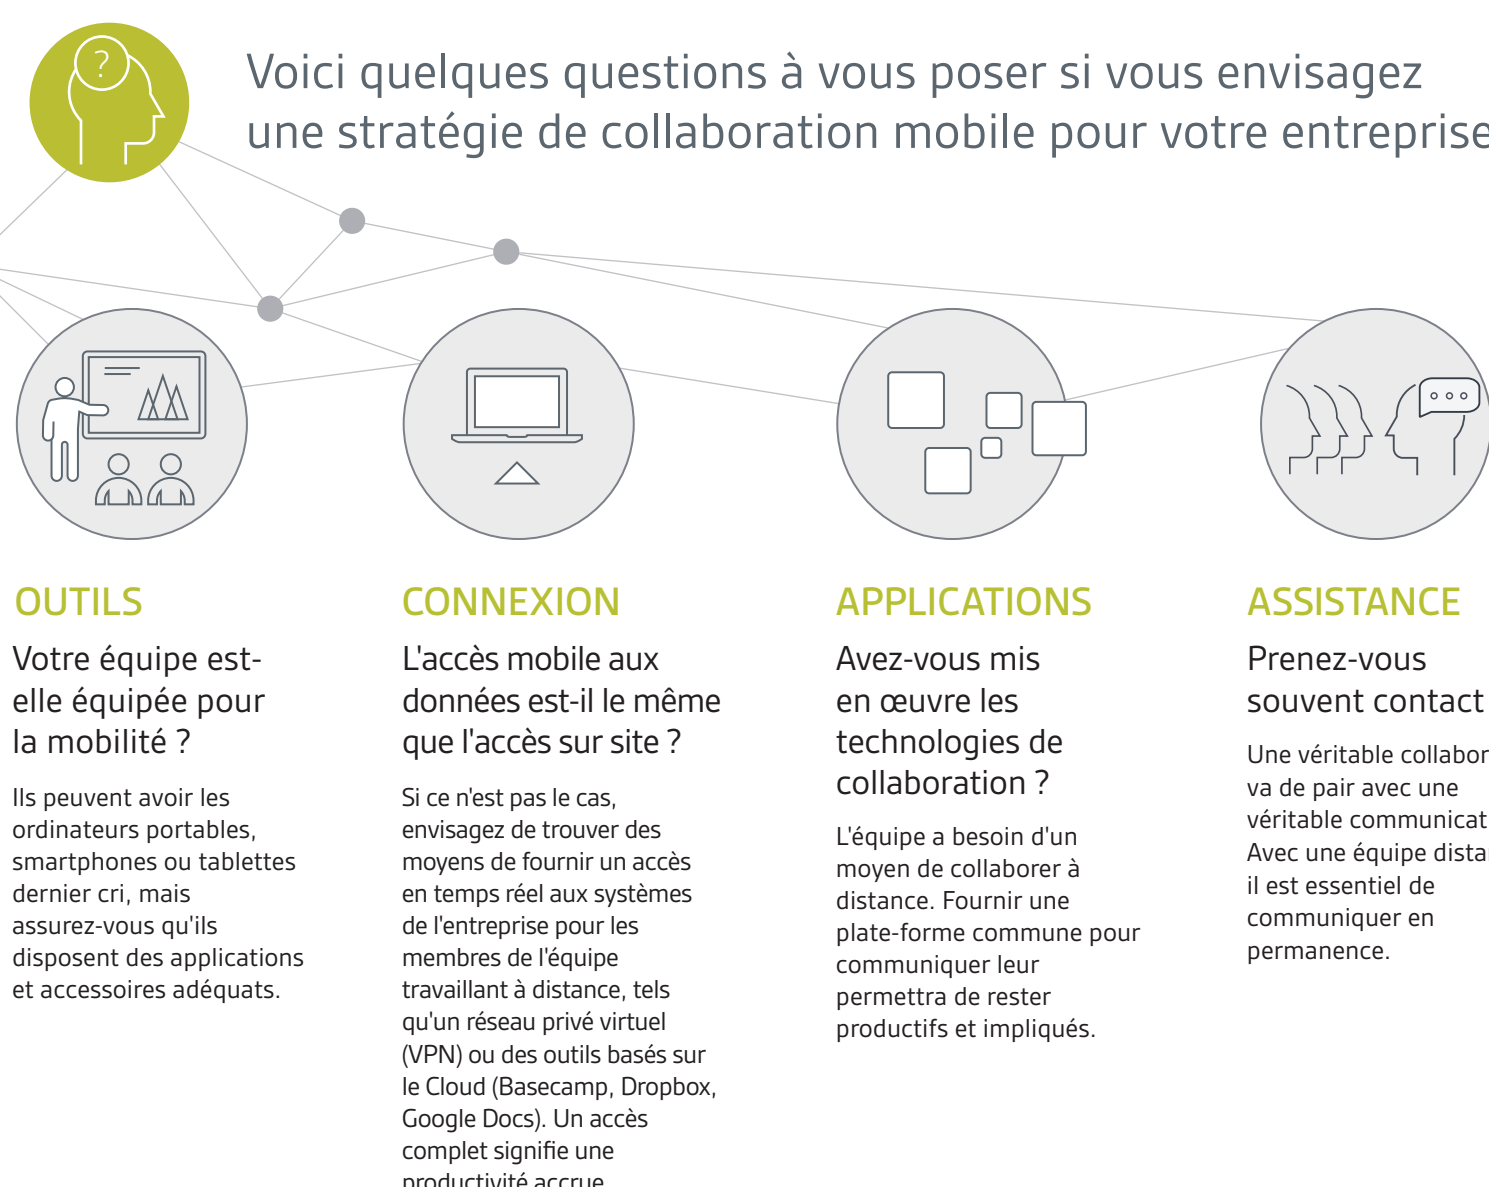 ?
Voici quelques questions à vous poser si vous envisagez
une stratégie de collaboration mobile pour votre entreprise
OUTILS
Votre équipe est-
elle équipée pour
la mobilité ?
Ils peuvent avoir les
ordinateurs portables,
smartphones ou tablettes
dernier cri, mais
assurez-vous qu'ils
disposent des applications
et accessoires adéquats.
CONNEXION
L'accès mobile aux
données est-il le même
que l'accès sur site ?
Si ce n'est pas le cas,
envisagez de trouver des
moyens de fournir un accès
en temps réel aux systèmes
de l'entreprise pour les
membres de l'équipe
travaillant à distance, tels
qu'un réseau privé virtuel
(VPN) ou des outils basés sur
le Cloud (Basecamp, Dropbox,
Google Docs). Un accès
complet signifie une
productivité accrue
APPLICATIONS
Avez-vous mis
en œuvre les
technologies de
collaboration ?
L'équipe a besoin d'un
moyen de collaborer à
distance. Fournir une
plate-forme commune pour
communiquer leur
permettra de rester
productifs et impliqués.
ASSISTANCE
Prenez-vous
souvent contact
Une véritable collabor
va de pair avec une
véritable communicat
Avec une équipe dista
il est essentiel de
communiquer en
permanence.